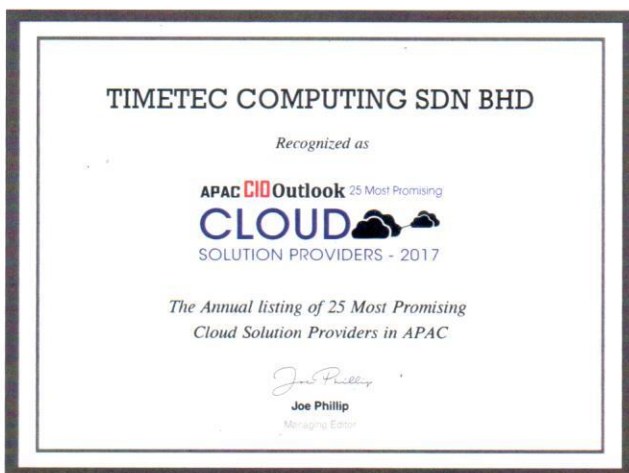 TIMETEC COMPUTING SDN BHD
Recognized as
APAC CIO Outlook 25 Most Promising
CLOUD
SOLUTION PROVIDERS - 2017
The Annual listing of 25 Most Promising
Cloud Solution Providers in APAC
Joe Phillip
Joe Phillip
Managing Editor